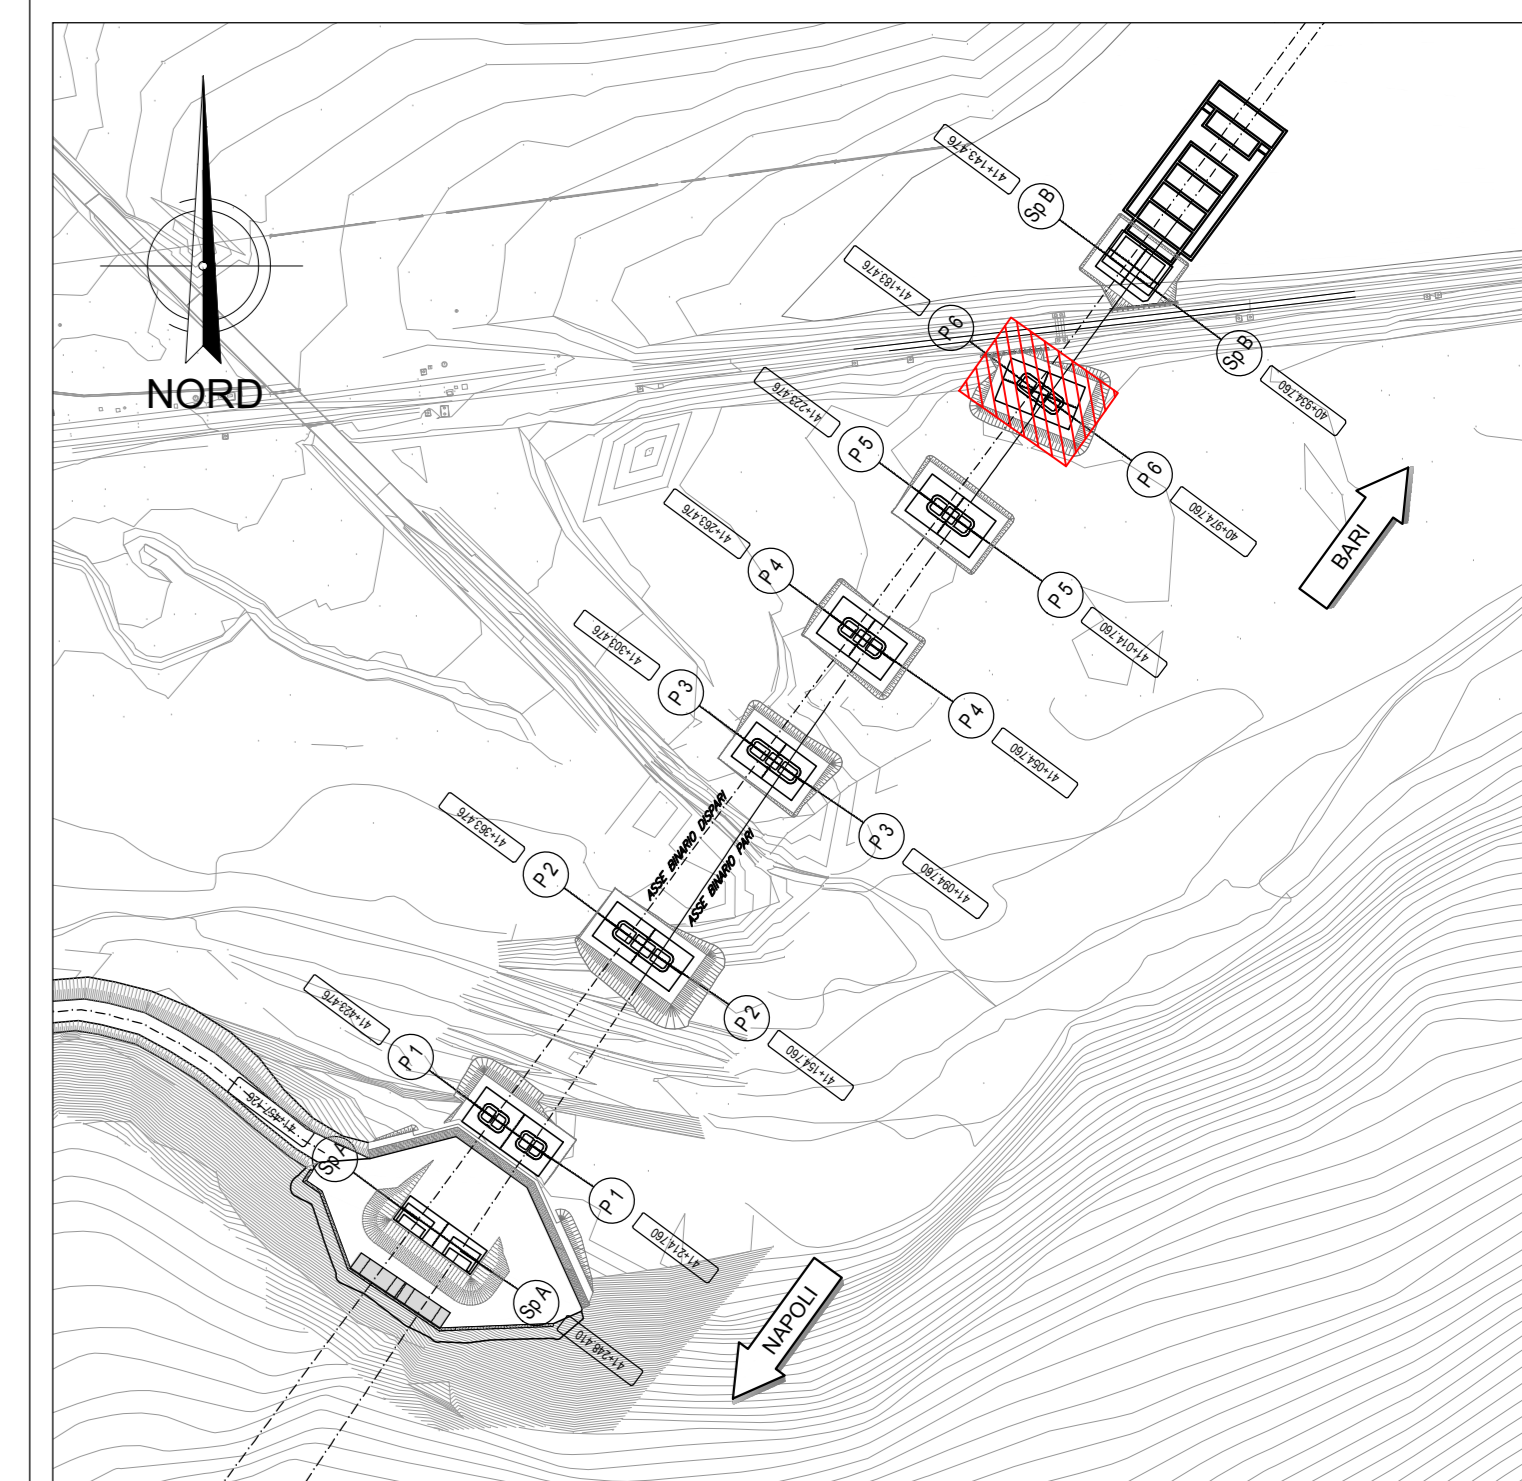 41+143.476
Sp B
41+183.476
P 6
NORD
Sp B
40+934.760
41+223.476
P 5
P 6
40+974.760
BARI
41+263.476
P 4
P 5
41+014.760
41+303.476
P 3
P 4
41+054.760
ASSE BINARIO DISPARI
ASSE BINARIO PARI
P 3
41+094.760
41+363.476
P 2
P 2
41+154.760
41+423.476
P 1
41+457.126
Sp A
P 1
41+214.760
Sp A
41+248.410
NAPOLI